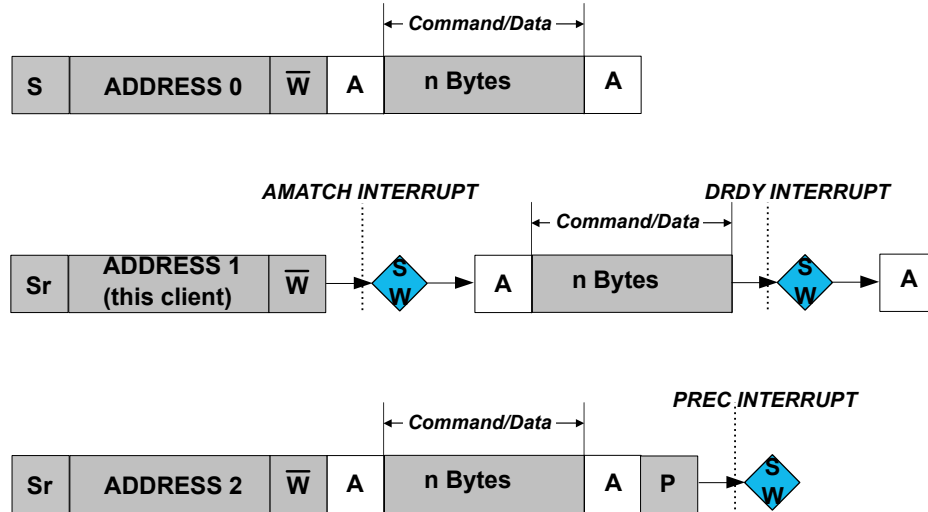 Command/Data
S ADDRESS 0 W̅ A n Bytes A
AMATCH INTERRUPT DRDY INTERRUPT
Command/Data
Sr ADDRESS 1 (this client) W̅ S W A n Bytes S W A
PREC INTERRUPT
Command/Data
Sr ADDRESS 2 W̅ A n Bytes A P S W